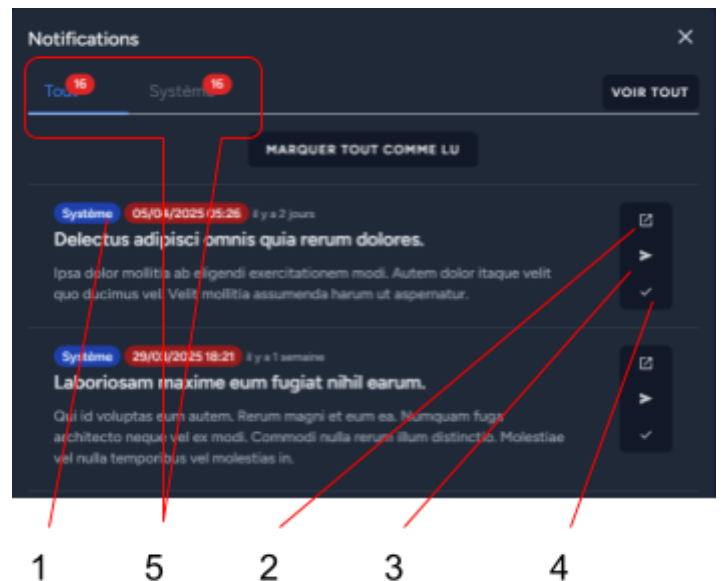 Notifications
Tout 16 Système 16 VOIR TOUT
MARQUER TOUT COMME LU
Système 05/04/2025 05:26 il y a 2 jours
Delectus adipisci omnis quia rerum dolores.
Ipsa dolor mollitia ab eligendi exercitationem modi. Autem dolor itaque velit
quo ducimus vel. Velit mollitia assumenda harum ut aspernatur.
Système 29/03/2025 18:21 il y a 1 semaine
Laboriosam maxime eum fugiat nihil earum.
Qui id voluptas eum autem. Rerum magni et eum ea. Numquam fuga
architecto neque vel ex modi. Commodi nulla rerum illum distinctio. Molestiae
vel nulla temporibus vel molestias in.
1 5 2 3 4